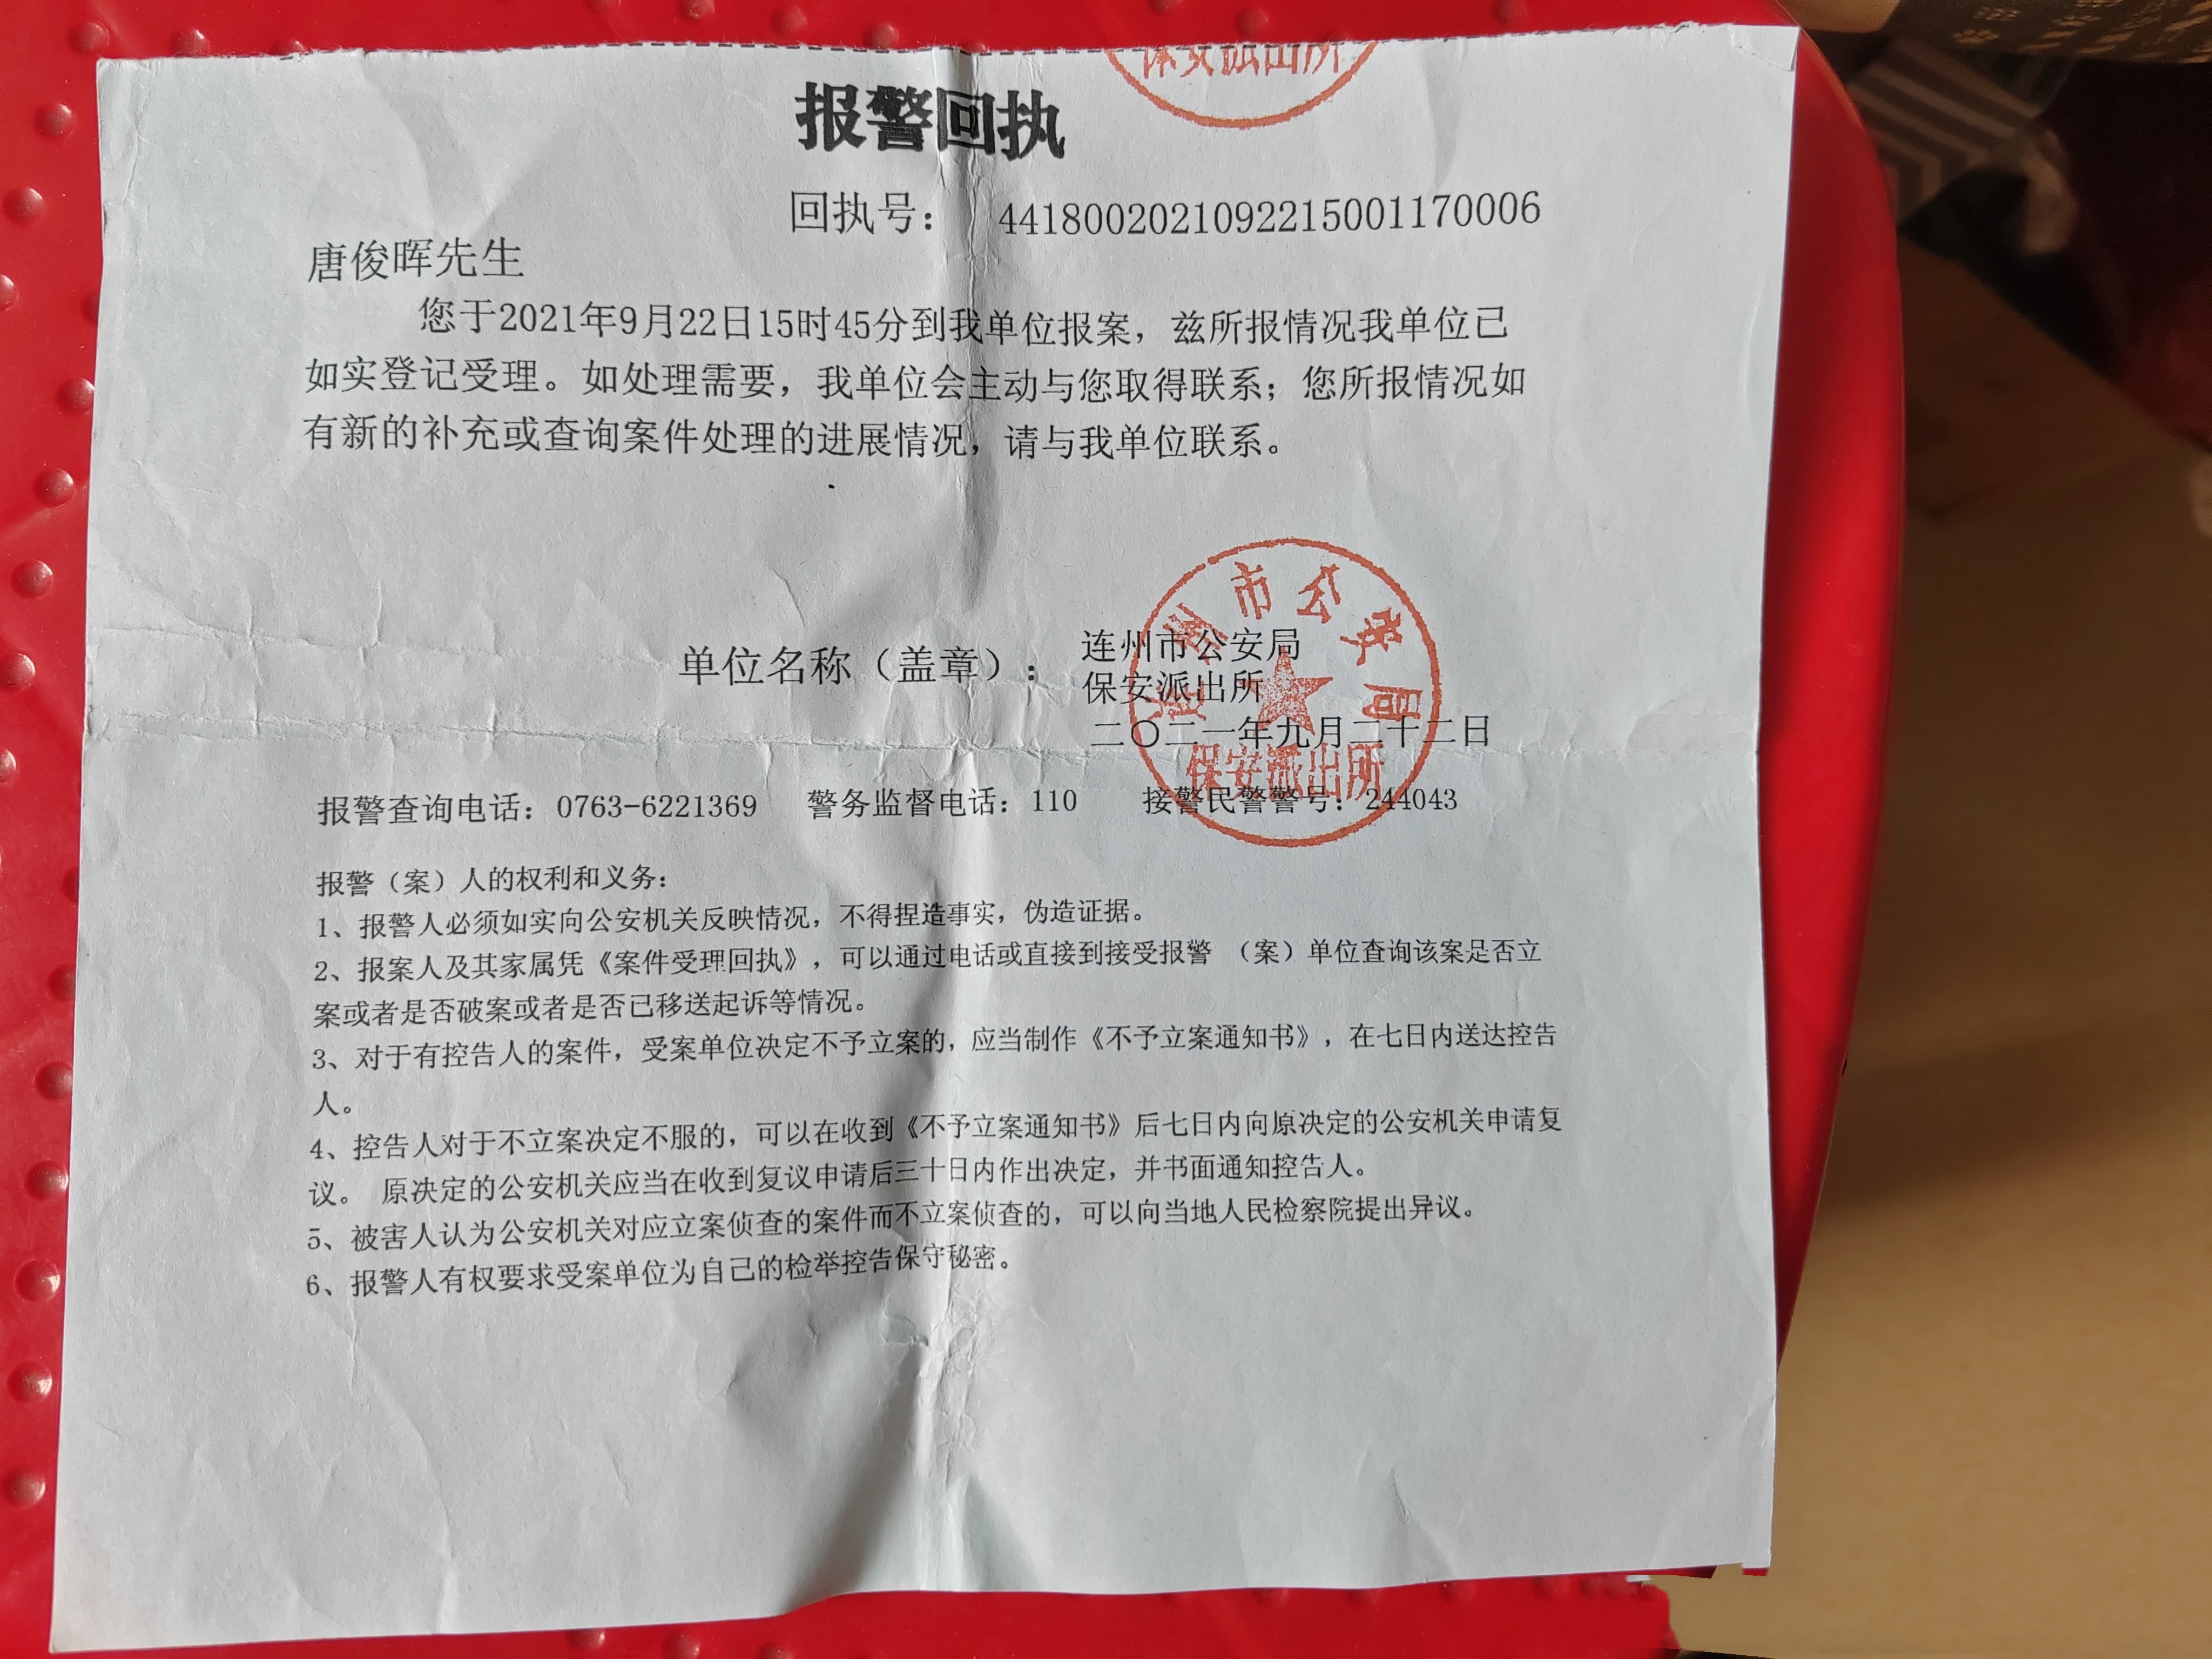 保安派出所
报警回执
回执号： 4418002021092215001170006
唐俊晖先生
您于2021年9月22日15时45分到我单位报案，兹所报情况我单位已
如实登记受理。如处理需要，我单位会主动与您取得联系；您所报情况如
有新的补充或查询案件处理的进展情况，请与我单位联系。
单位名称（盖章）：
连州市公安局
保安派出所
二〇二一年九月二十二日
连州市公安局
保安派出所
报警查询电话：0763-6221369 警务监督电话：110 接警民警警号：244043
报警（案）人的权利和义务：
1、报警人必须如实向公安机关反映情况，不得捏造事实，伪造证据。
2、报案人及其家属凭《案件受理回执》，可以通过电话或直接到接受报警 （案）单位查询该案是否立
案或者是否破案或者是否已移送起诉等情况。
3、对于有控告人的案件，受案单位决定不予立案的，应当制作《不予立案通知书》，在七日内送达控告
人。
4、控告人对于不立案决定不服的，可以在收到《不予立案通知书》后七日内向原决定的公安机关申请复
议。 原决定的公安机关应当在收到复议申请后三十日内作出决定，并书面通知控告人。
5、被害人认为公安机关对应立案侦查的案件而不立案侦查的，可以向当地人民检察院提出异议。
6、报警人有权要求受案单位为自己的检举控告保守秘密。